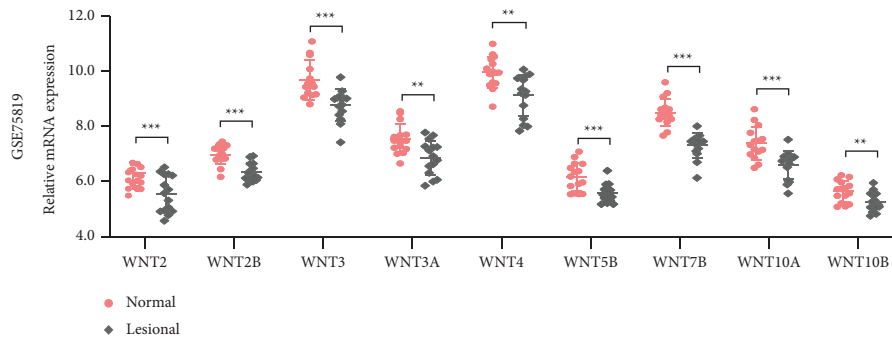 GSE75819
Relative mRNA expression
12.0
10.0
8.0
6.0
4.0
***
***
***
**
**
***
***
***
**
WNT2 WNT2B WNT3 WNT3A WNT4 WNT5B WNT7B WNT10A WNT10B
Normal
Lesional